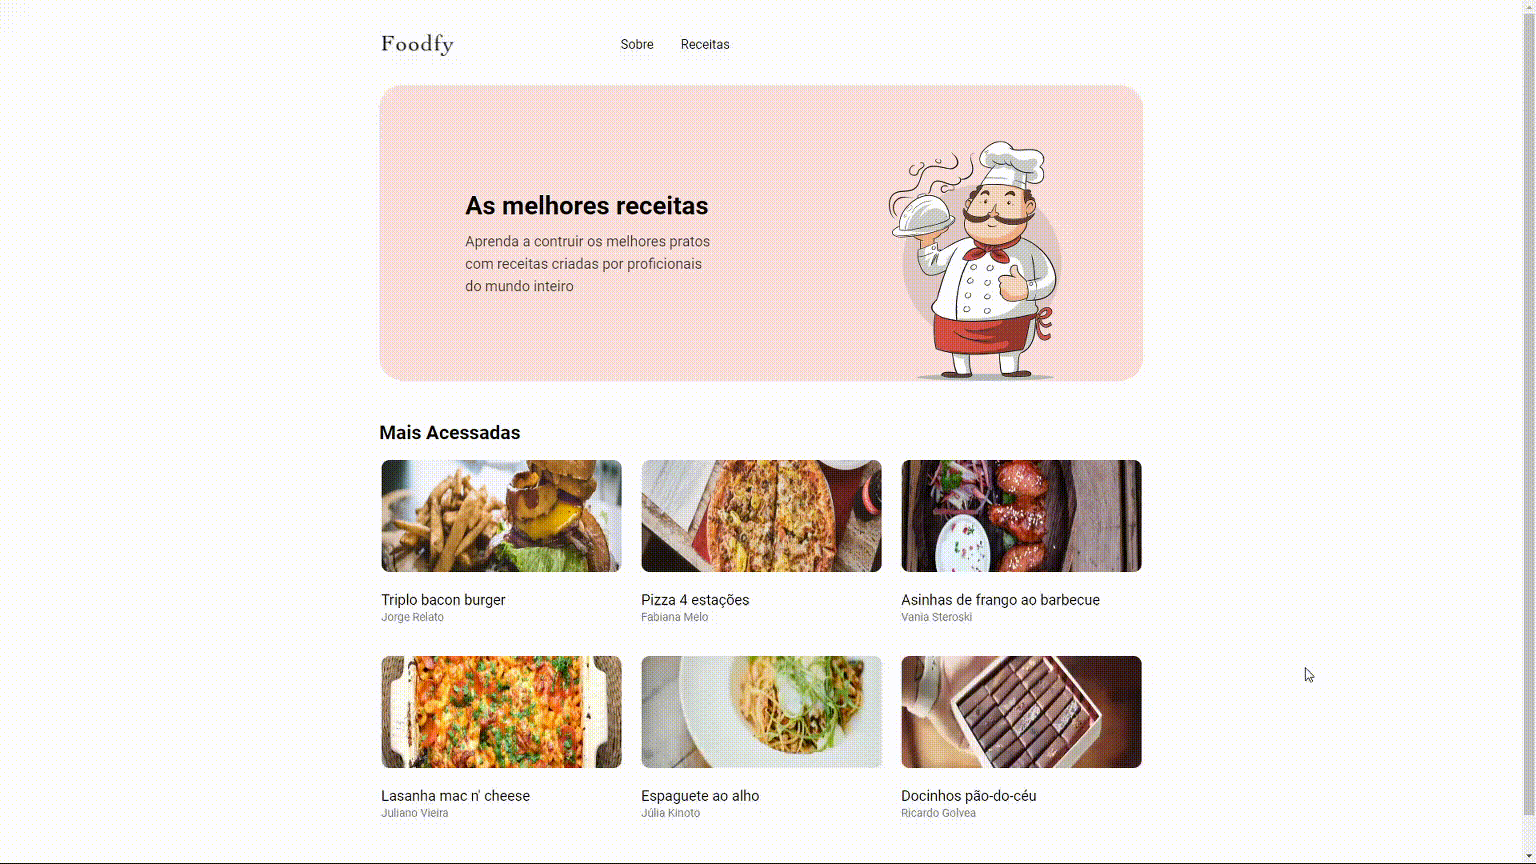 Foodfy
Sobre
Receitas
As melhores receitas
Aprenda a contruir os melhores pratos
com receitas criadas por proficionais
do mundo inteiro
Mais Acessadas
Triplo bacon burger
Jorge Relato
Pizza 4 estações
Fabiana Melo
Asinhas de frango ao barbecue
Vania Steroski
Lasanha mac n' cheese
Juliano Vieira
Espaguete ao alho
Júlia Kinoto
Docinhos pão-do-céu
Ricardo Golvea